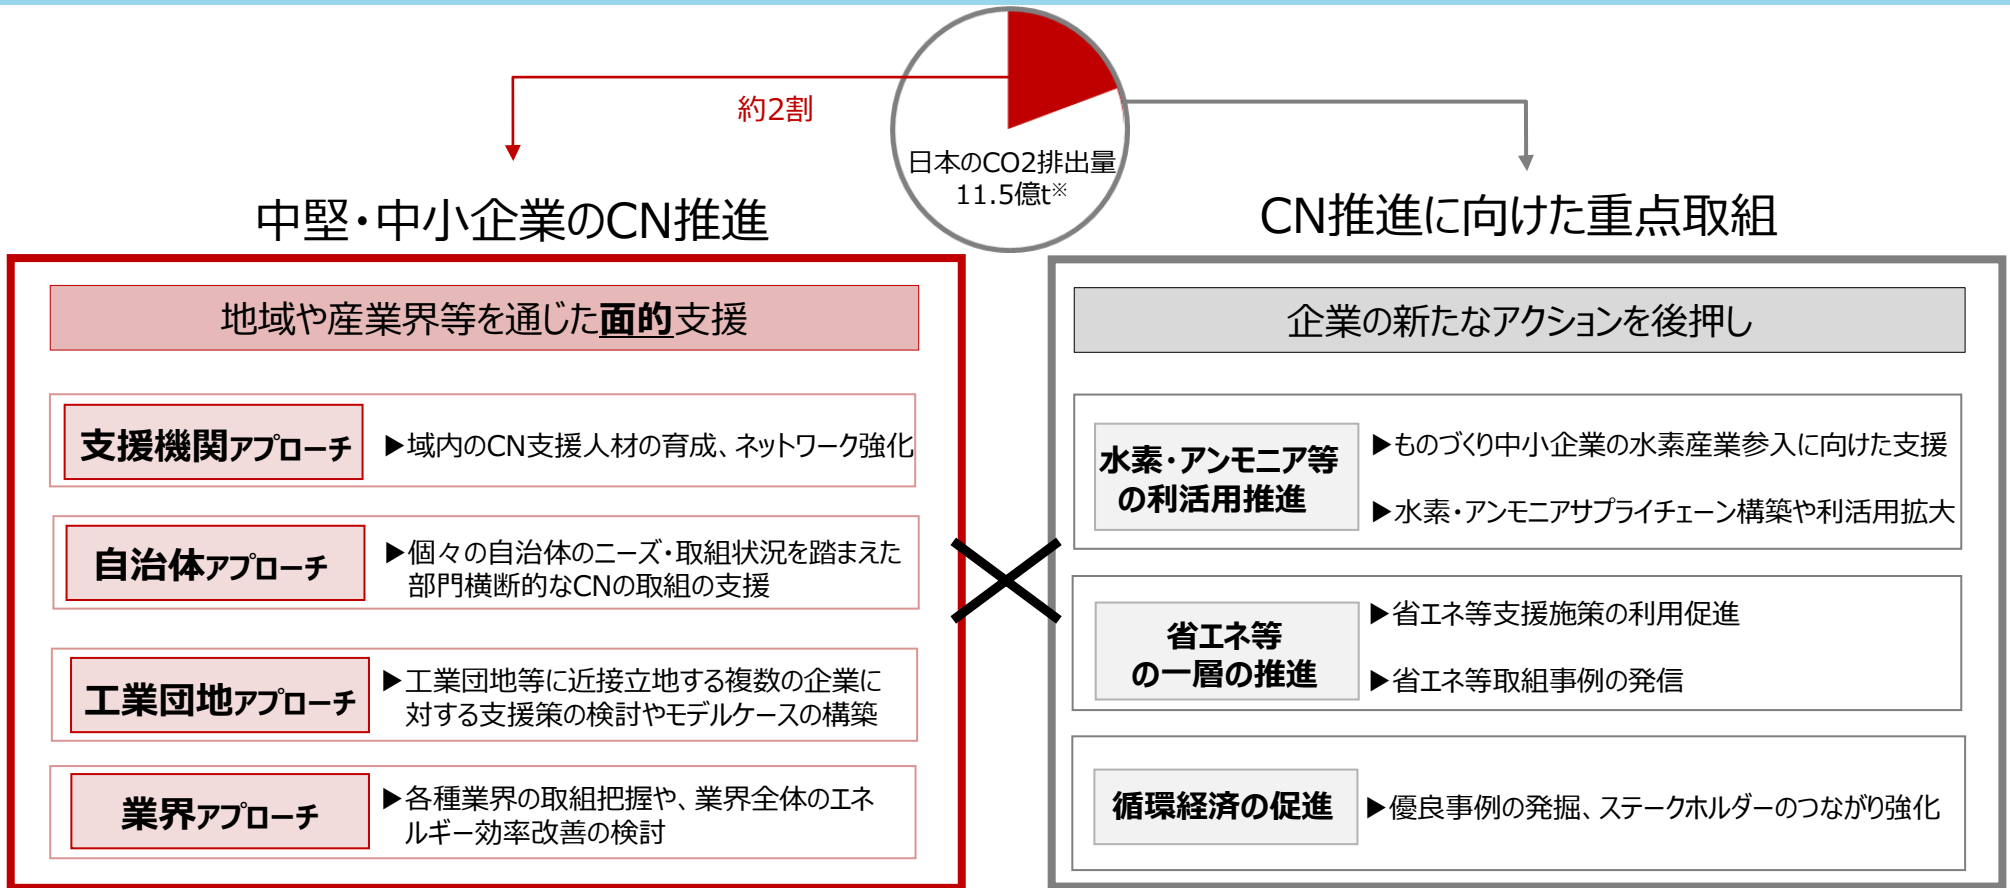 約2割
日本のCO2排出量
11.5億t※
中堅・中小企業のCN推進
地域や産業界等を通じた面的支援
支援機関アプローチ
▶域内のCN支援人材の育成、ネットワーク強化
自治体アプローチ
▶個々の自治体のニーズ・取組状況を踏まえた
部門横断的なCNの取組の支援
工業団地アプローチ
▶工業団地等に近接立地する複数の企業に
対する支援策の検討やモデルケースの構築
業界アプローチ
▶各種業界の取組把握や、業界全体のエネ
ルギー効率改善の検討
CN推進に向けた重点取組
企業の新たなアクションを後押し
水素・アンモニア等
の利活用推進
▶ものづくり中小企業の水素産業参入に向けた支援
▶水素・アンモニアサプライチェーン構築や利活用拡大
省エネ等
の一層の推進
▶省エネ等支援施策の利用促進
▶省エネ等取組事例の発信
循環経済の促進
▶優良事例の発掘、ステークホルダーのつながり強化